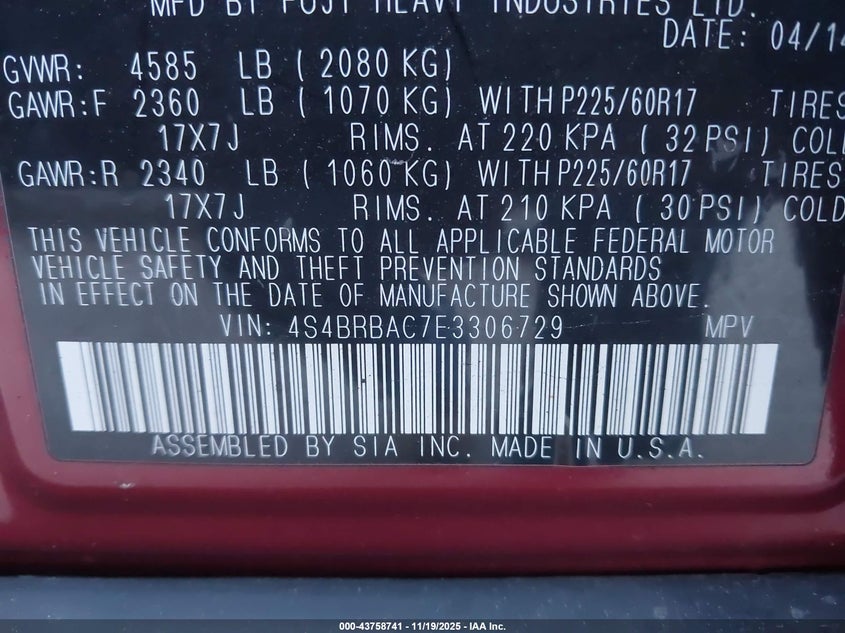 MFD BY FUJI HEAVY INDUSTRIES LTD.
DATE: 04/14
GVWR: 4585 LB ( 2080 KG)
GAWR:F 2360 LB ( 1070 KG) WITH P225/60R17 TIRES
17X7J RIMS. AT 220 KPA ( 32 PSI) COLD
GAWR:R 2340 LB ( 1060 KG) WITH P225/60R17 TIRES
17X7J RIMS. AT 210 KPA ( 30 PSI) COLD
THIS VEHICLE CONFORMS TO ALL APPLICABLE FEDERAL MOTOR
VEHICLE SAFETY AND THEFT PREVENTION STANDARDS
IN EFFECT ON THE DATE OF MANUFACTURE SHOWN ABOVE.
VIN: 4S4BRBAC7E3306729 MPV
ASSEMBLED BY SIA INC. MADE IN U.S.A.
000-43758741 - 11/19/2025 - IAA Inc.